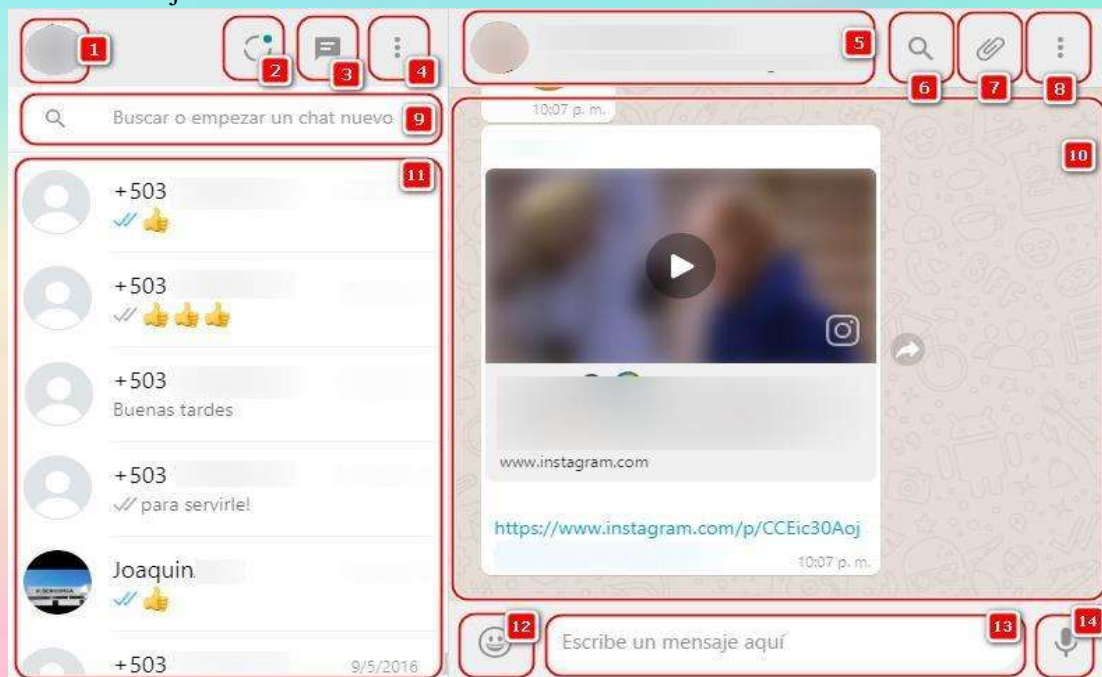 1
2
3
4
5
6
7
8
Buscar o empezar un chat nuevo
9
10
11
+503
+503
+503
Buenas tardes
+503
para servirle!
Joaquin
+503
9/5/2016
10:07 p. m.
www.instagram.com
https://www.instagram.com/p/CCEic30Aoj
10:07 p. m.
12
Escribe un mensaje aquí
13
14